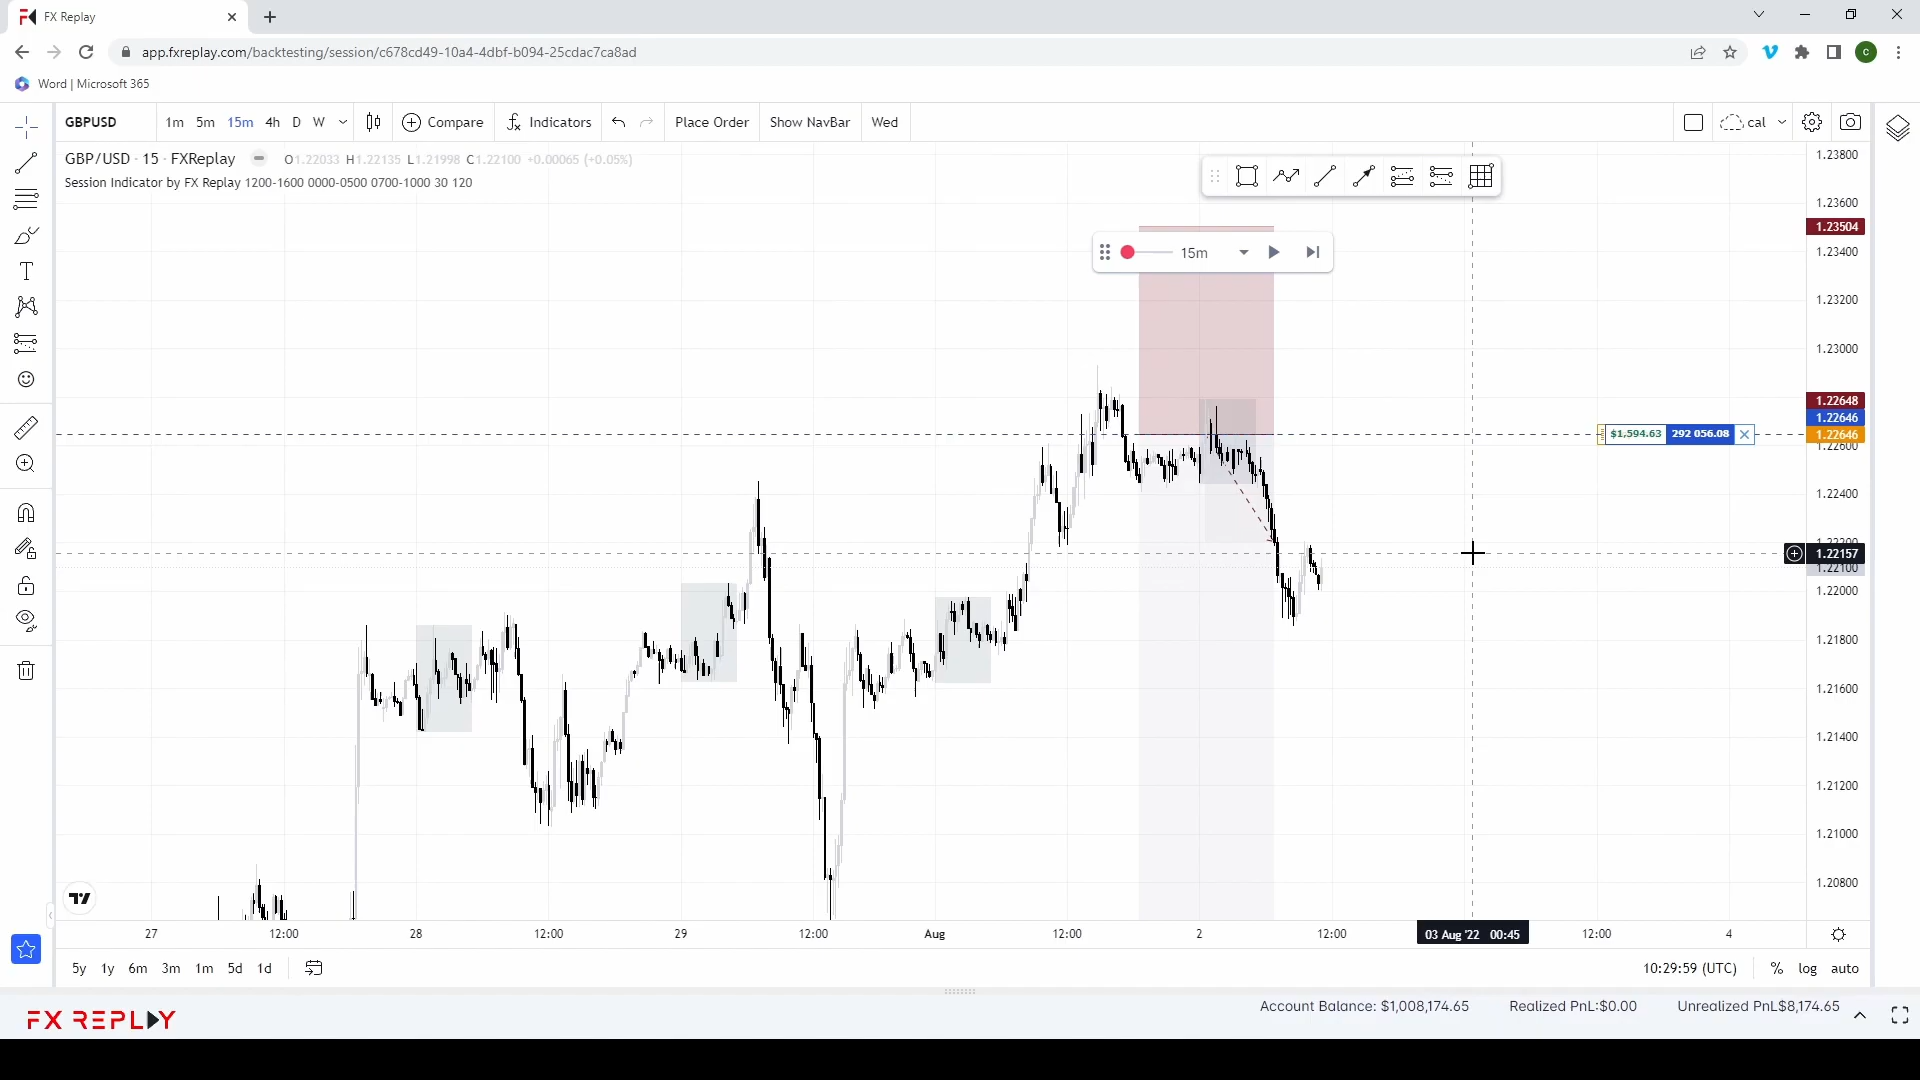 FX Replay
app.fxreplay.com/backtesting/session/c678cd49-10a4-4dbf-b094-25cdac7ca8ad
C
Word | Microsoft 365
GBPUSD 1m 5m 15m 4h D W Compare Indicators Place Order Show NavBar Wed cal
GBP/USD · 15 · FXReplay O1.22033 H1.22135 L1.21998 C1.22100 +0.00065 (+0.05%)
Session Indicator by FX Replay 1200-1600 0000-0500 0700-1000 30 120
15m
1.23800
1.23600
1.23504
1.23400
1.23200
1.23000
1.22648
1.22646
$1,594.63 292 056.08 1.22646
1.22600
1.22400
1.22157
1.22100
1.22000
1.21800
1.21600
1.21400
1.21200
1.21000
1.20800
27 12:00 28 12:00 29 12:00 Aug 12:00 2 12:00 03 Aug '22 00:45 12:00 4
5y 1y 6m 3m 1m 5d 1d 10:29:59 (UTC) % log auto
FX REPLAY
Account Balance: $1,008,174.65 Realized PnL:$0.00 Unrealized PnL$8,174.65